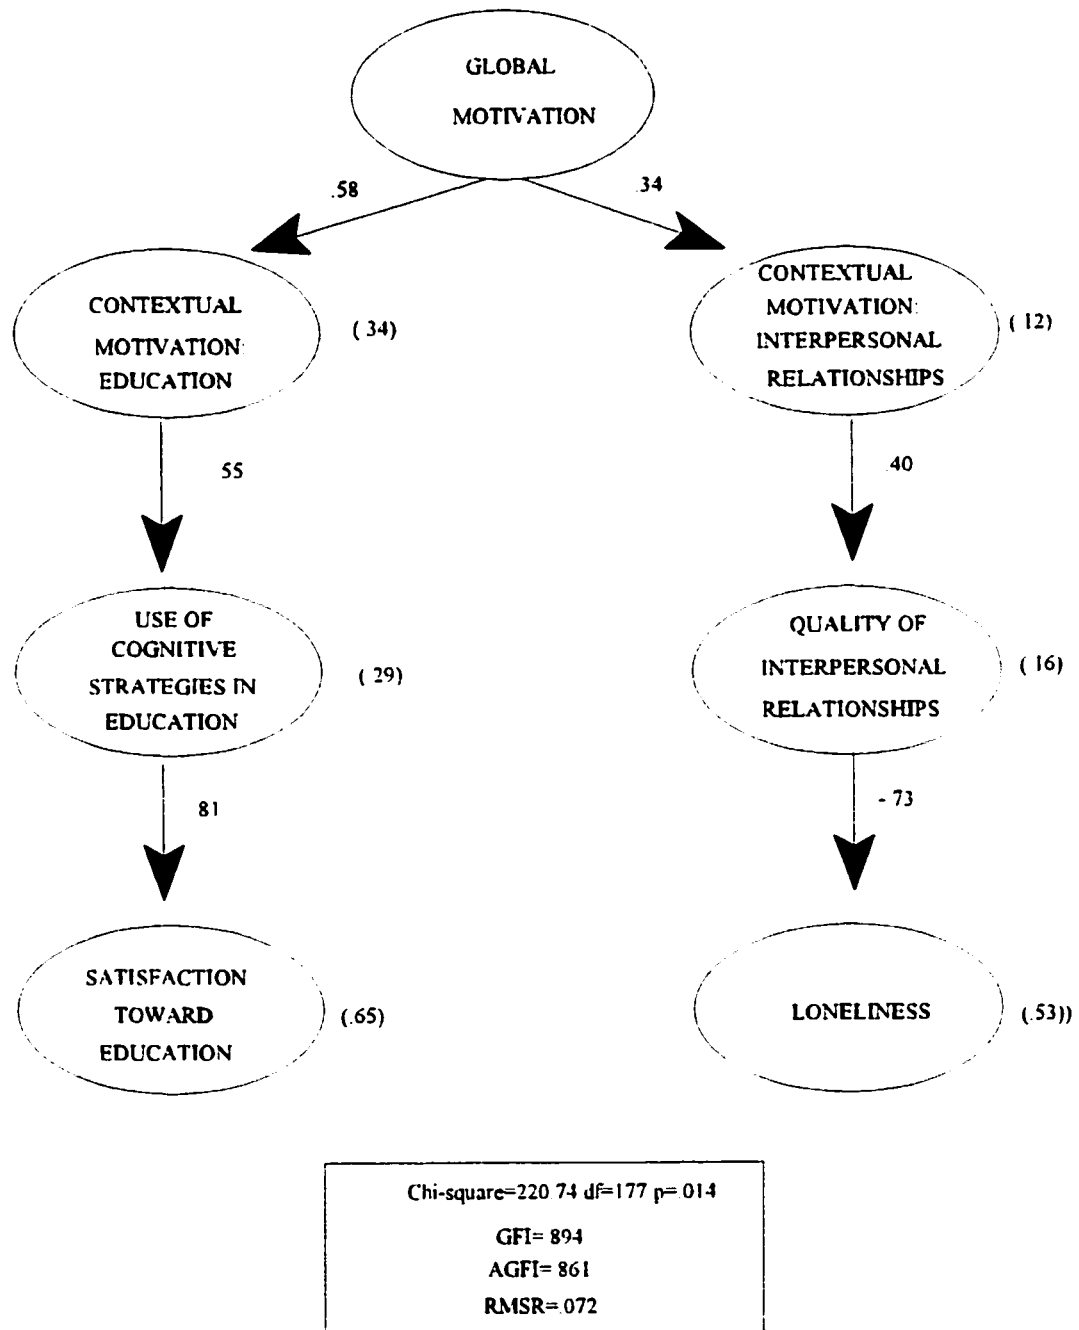 GLOBAL
MOTIVATION
.58
.34
CONTEXTUAL
MOTIVATION:
EDUCATION
( 34)
CONTEXTUAL
MOTIVATION:
INTERPERSONAL
RELATIONSHIPS
( 12)
55
.40
USE OF
COGNITIVE
STRATEGIES IN
EDUCATION
( 29)
QUALITY OF
INTERPERSONAL
RELATIONSHIPS
( 16)
81
- 73
SATISFACTION
TOWARD
EDUCATION
(.65)
LONELINESS
(.53))
Chi-square=220 74 df=177 p=.014
GFI= 894
AGFI= 861
RMSR=.072